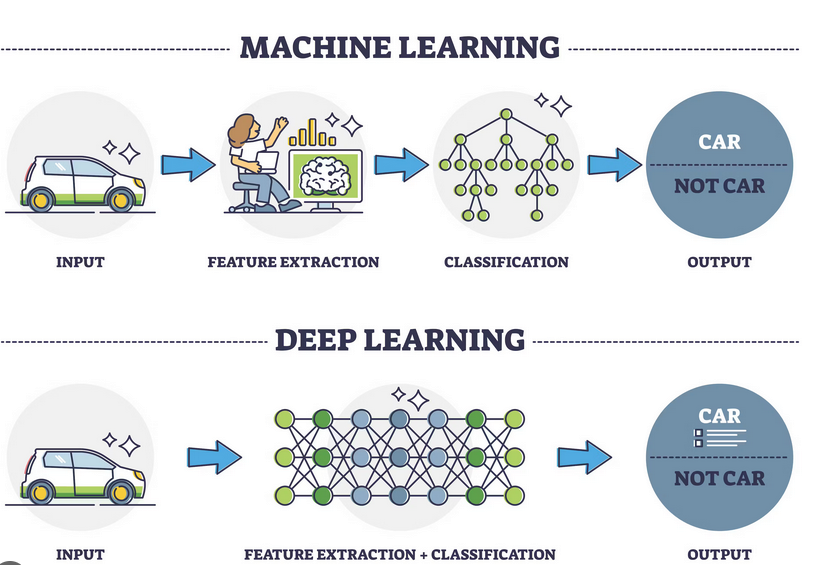 MACHINE LEARNING
CAR
NOT CAR
INPUT
FEATURE EXTRACTION
CLASSIFICATION
OUTPUT
DEEP LEARNING
CAR
NOT CAR
INPUT
FEATURE EXTRACTION + CLASSIFICATION
OUTPUT